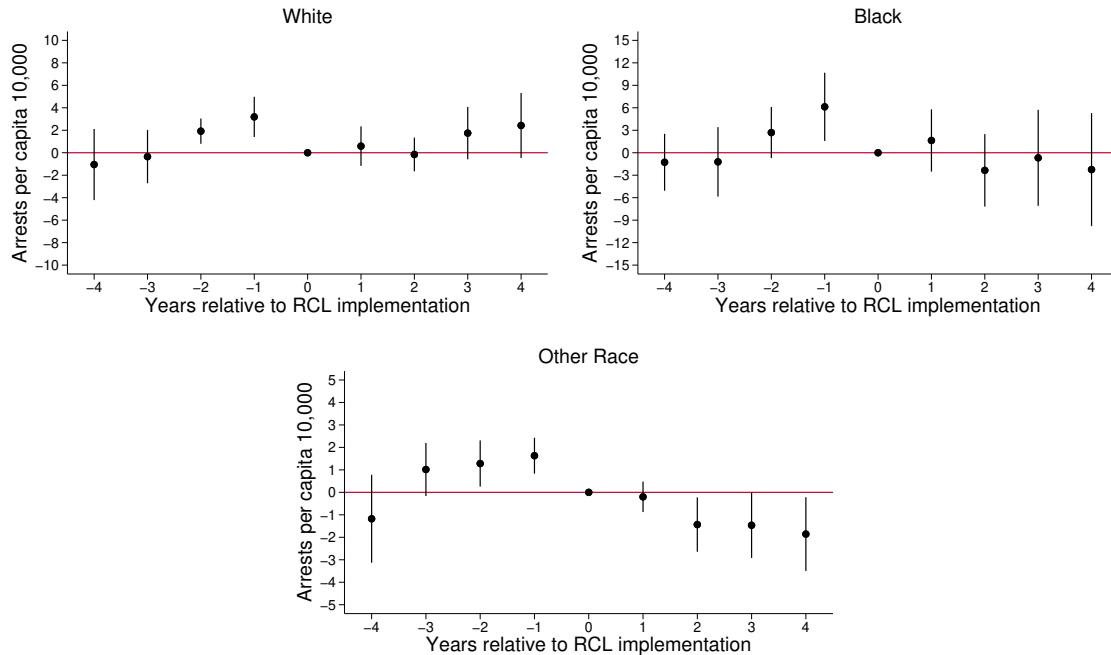 White
Arrests per capita 10,000
10
8
6
4
2
0
−2
−4
−6
−8
−10
−4 −3 −2 −1 0 1 2 3 4
Years relative to RCL implementation
Black
Arrests per capita 10,000
15
12
9
6
3
0
−3
−6
−9
−12
−15
−4 −3 −2 −1 0 1 2 3 4
Years relative to RCL implementation
Other Race
Arrests per capita 10,000
5
4
3
2
1
0
−1
−2
−3
−4
−5
−4 −3 −2 −1 0 1 2 3 4
Years relative to RCL implementation